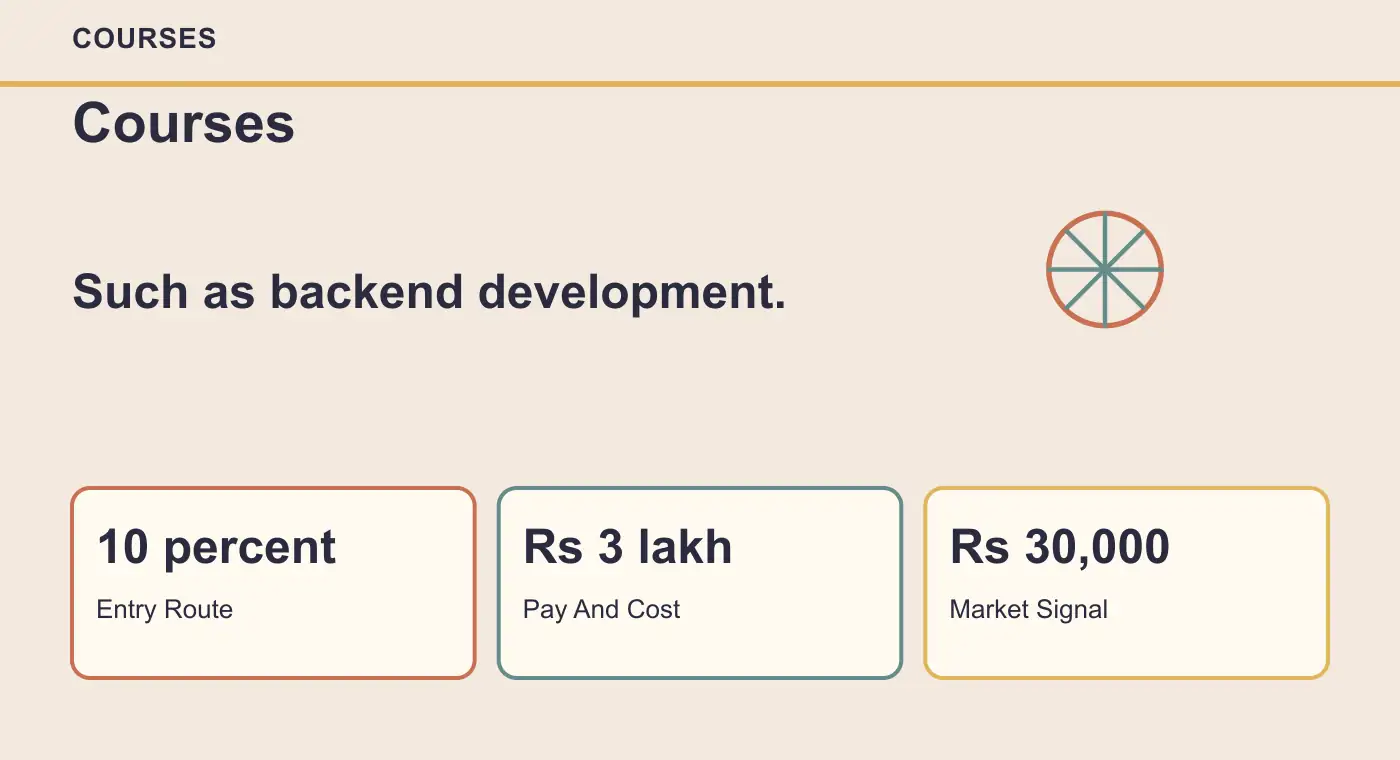 COURSES
Courses
Such as backend development.
10 percent
Entry Route
Rs 3 lakh
Pay And Cost
Rs 30,000
Market Signal